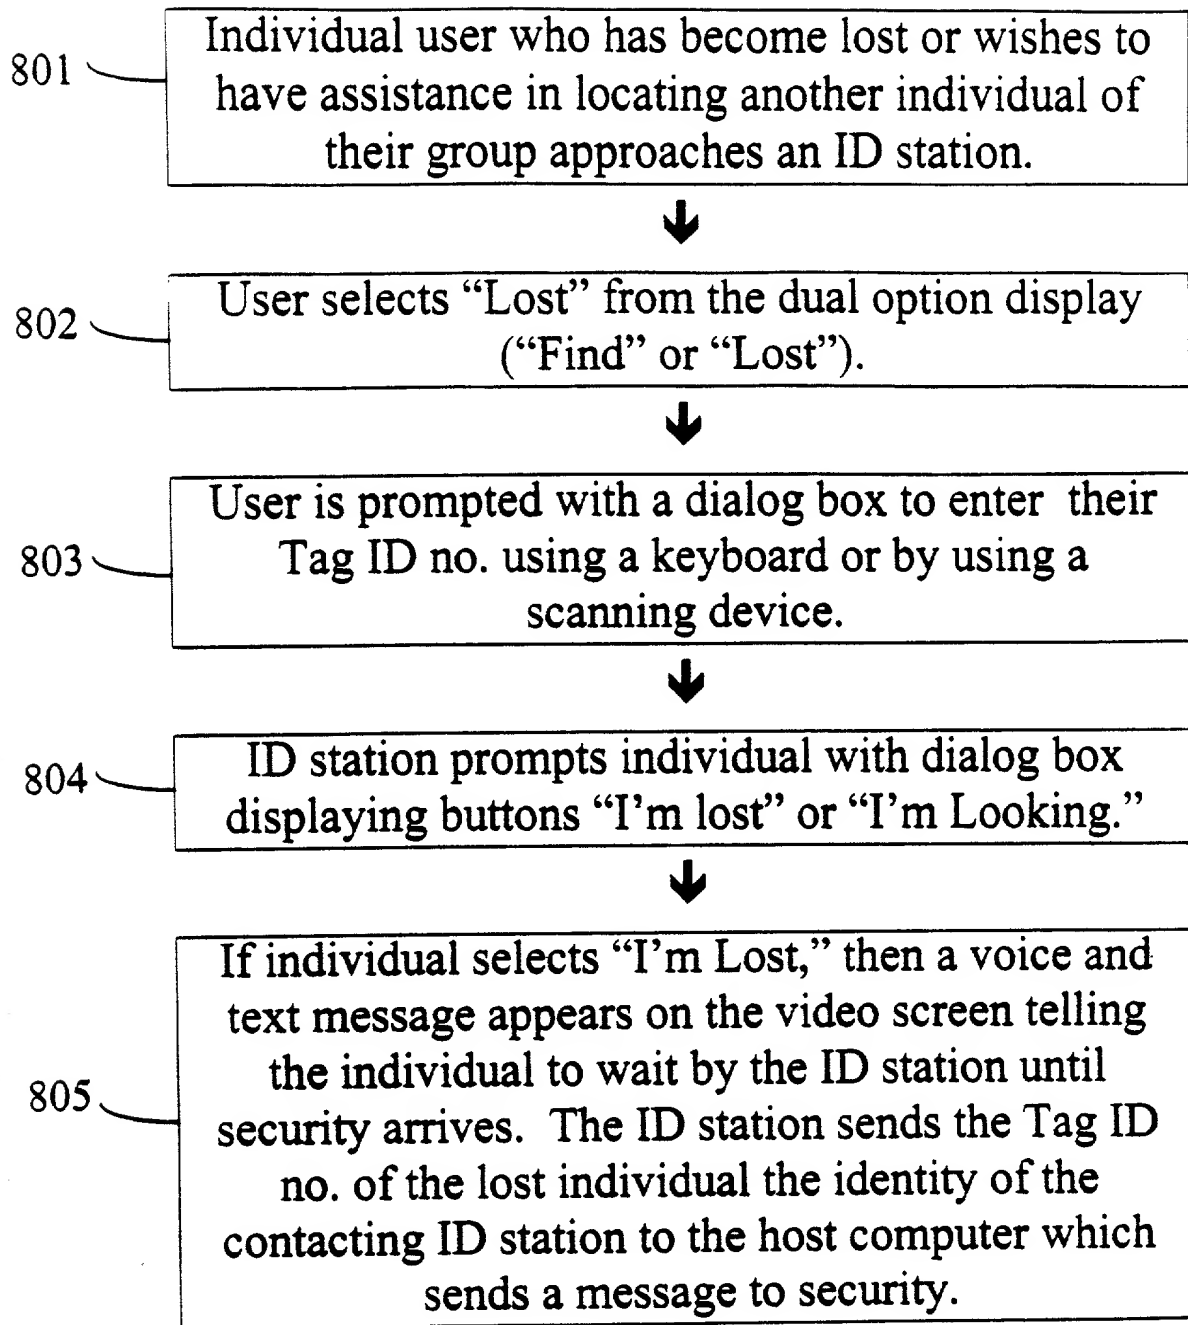 801
Individual user who has become lost or wishes to
have assistance in locating another individual of
their group approaches an ID station.
802
User selects “Lost” from the dual option display
(“Find” or “Lost”).
803
User is prompted with a dialog box to enter their
Tag ID no. using a keyboard or by using a
scanning device.
804
ID station prompts individual with dialog box
displaying buttons “I’m lost” or “I’m Looking.”
805
If individual selects “I’m Lost,” then a voice and
text message appears on the video screen telling
the individual to wait by the ID station until
security arrives. The ID station sends the Tag ID
no. of the lost individual the identity of the
contacting ID station to the host computer which
sends a message to security.